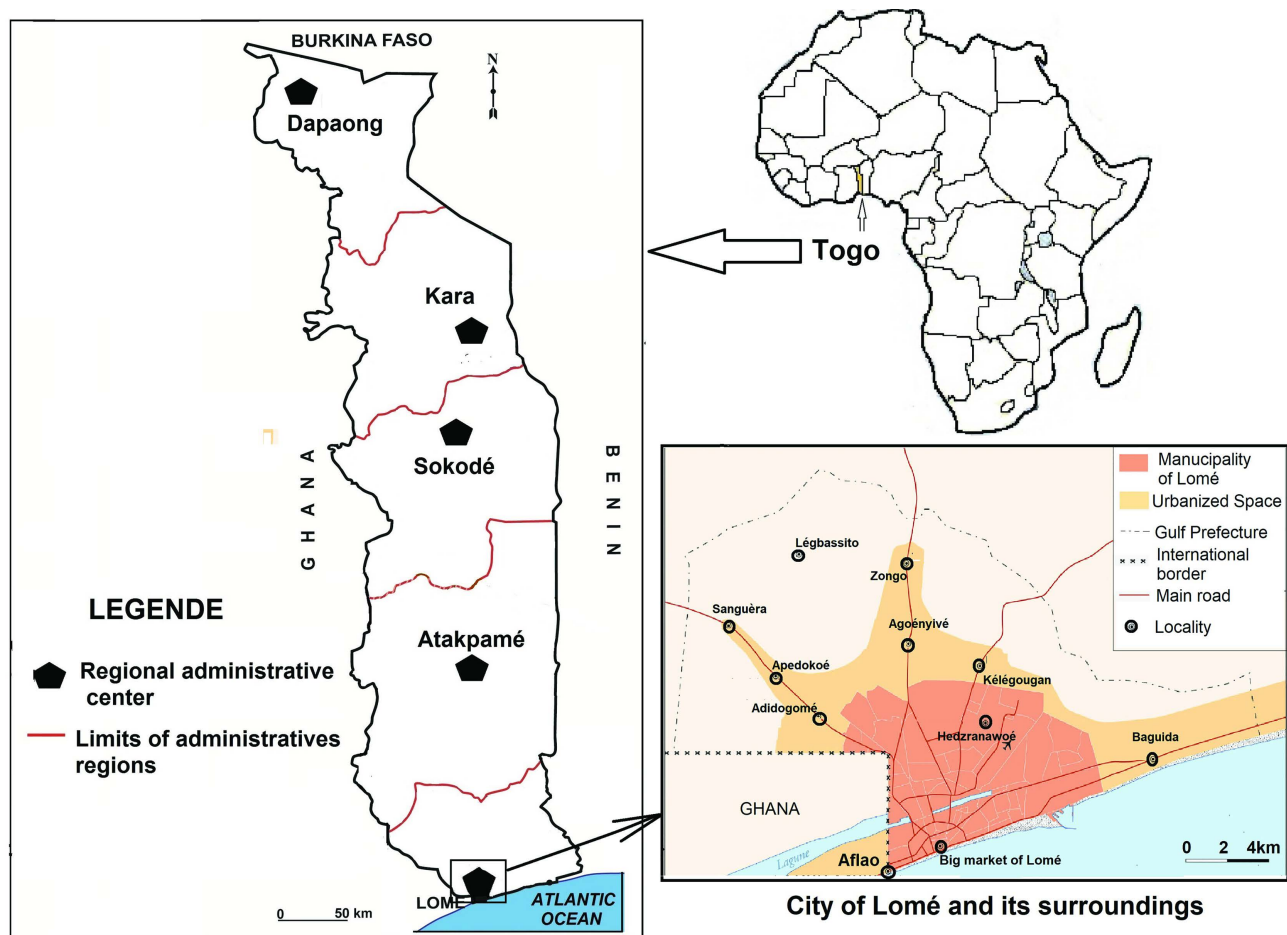 BURKINA FASO
N
Dapaong
Kara
Sokodé
GHANA
BENIN
Atakpamé
LEGENDE
Regional administrative
center
Limits of administratives
regions
LOME
ATLANTIC
OCEAN
0 50 km
Togo
Manucipality
of Lomé
Urbanized Space
Gulf Prefecture
International
border
Main road
Locality
Légbassito
Zongo
Sanguèra
Agoényivé
Apedokoé
Kélégougan
Adidogomé
Hedzranawoé
Baguida
GHANA
Lagune
Aflao
Big market of Lomé
0 2 4km
City of Lomé and its surroundings